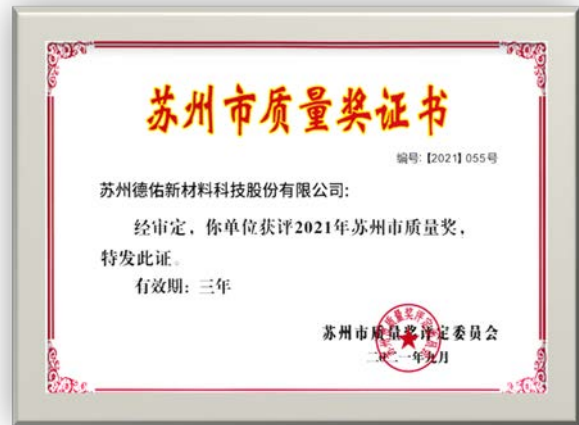 苏州市质量奖证书
编号:【2021】055号
苏州德佑新材料科技股份有限公司:
经审定，你单位获评2021年苏州市质量奖，
特发此证。
有效期：三年
苏州市质量奖评定委员会
二〇二一年九月